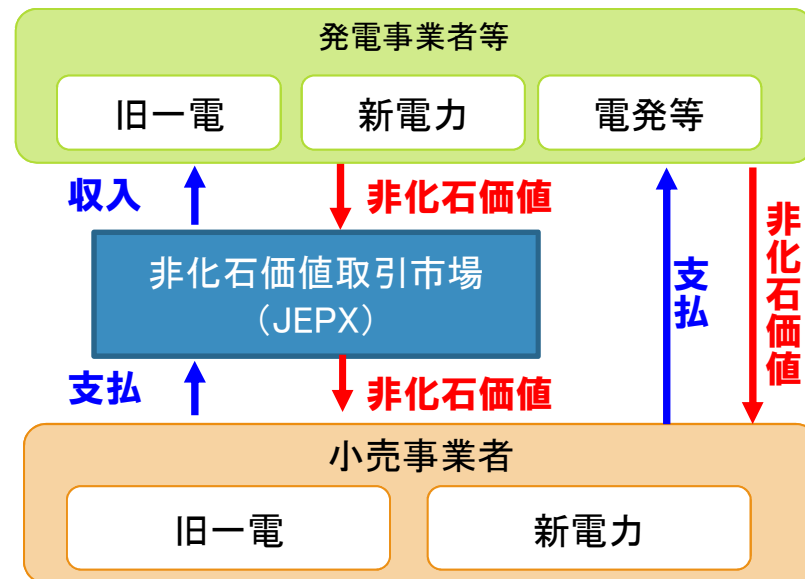 発電事業者等
旧一電
新電力
電発等
収入
非化石価値
非化石価値取引市場
（JEPX）
支払
非化石価値
支払
非化石価値
小売事業者
旧一電
新電力